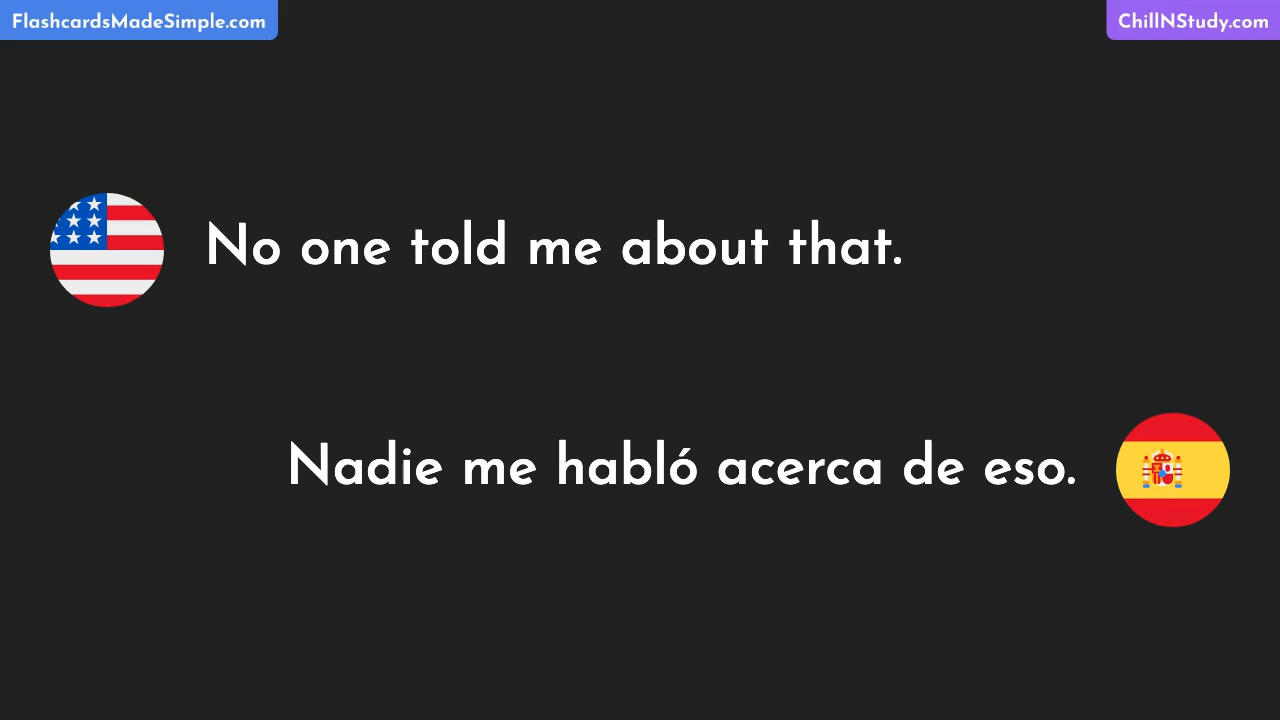 FlashcardsMadeSimple.com
ChillNStudy.com
No one told me about that.
Nadie me habló acerca de eso.